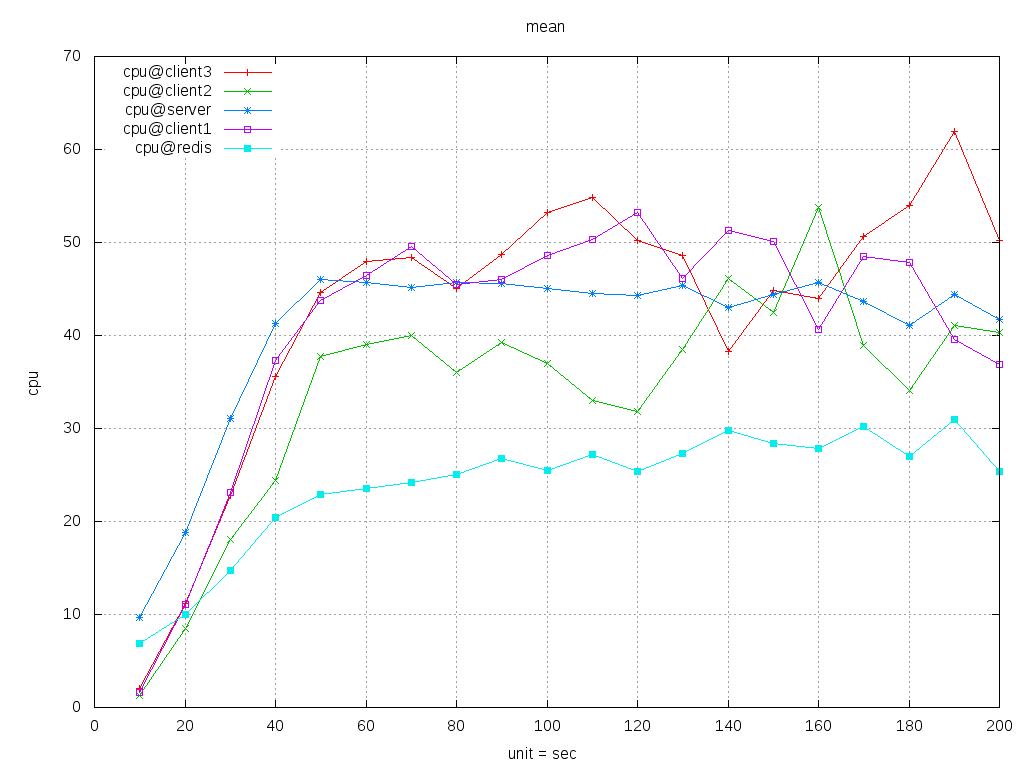 mean
70
60
50
40
30
20
10
0
cpu
cpu@client3
cpu@client2
cpu@server
cpu@client1
cpu@redis
0 20 40 60 80 100 120 140 160 180 200
unit = sec